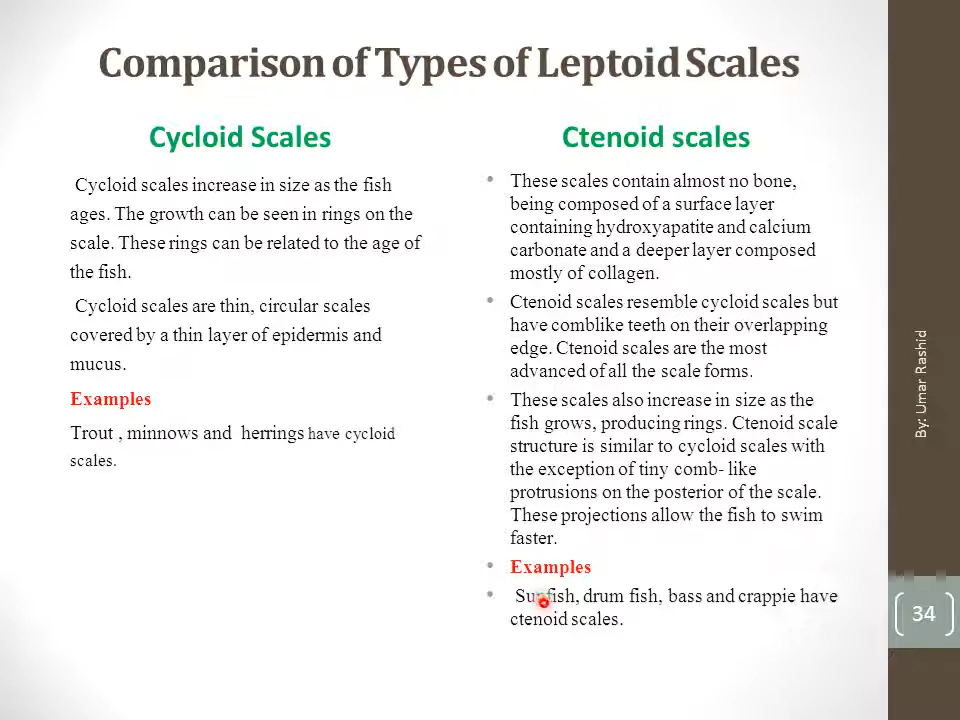 Comparison of Types of Leptoid Scales
Cycloid Scales
Cycloid scales increase in size as the fish
ages. The growth can be seen in rings on the
scale. These rings can be related to the age of
the fish.
Cycloid scales are thin, circular scales
covered by a thin layer of epidermis and
mucus.
Examples
Trout , minnows and herrings have cycloid
scales.
Ctenoid scales
• These scales contain almost no bone,
being composed of a surface layer
containing hydroxyapatite and calcium
carbonate and a deeper layer composed
mostly of collagen.
• Ctenoid scales resemble cycloid scales but
have comblike teeth on their overlapping
edge. Ctenoid scales are the most
advanced of all the scale forms.
• These scales also increase in size as the
fish grows, producing rings. Ctenoid scale
structure is similar to cycloid scales with
the exception of tiny comb- like
protrusions on the posterior of the scale.
These projections allow the fish to swim
faster.
• Examples
• Sunfish, drum fish, bass and crappie have
ctenoid scales.
By: Umar Rashid
34